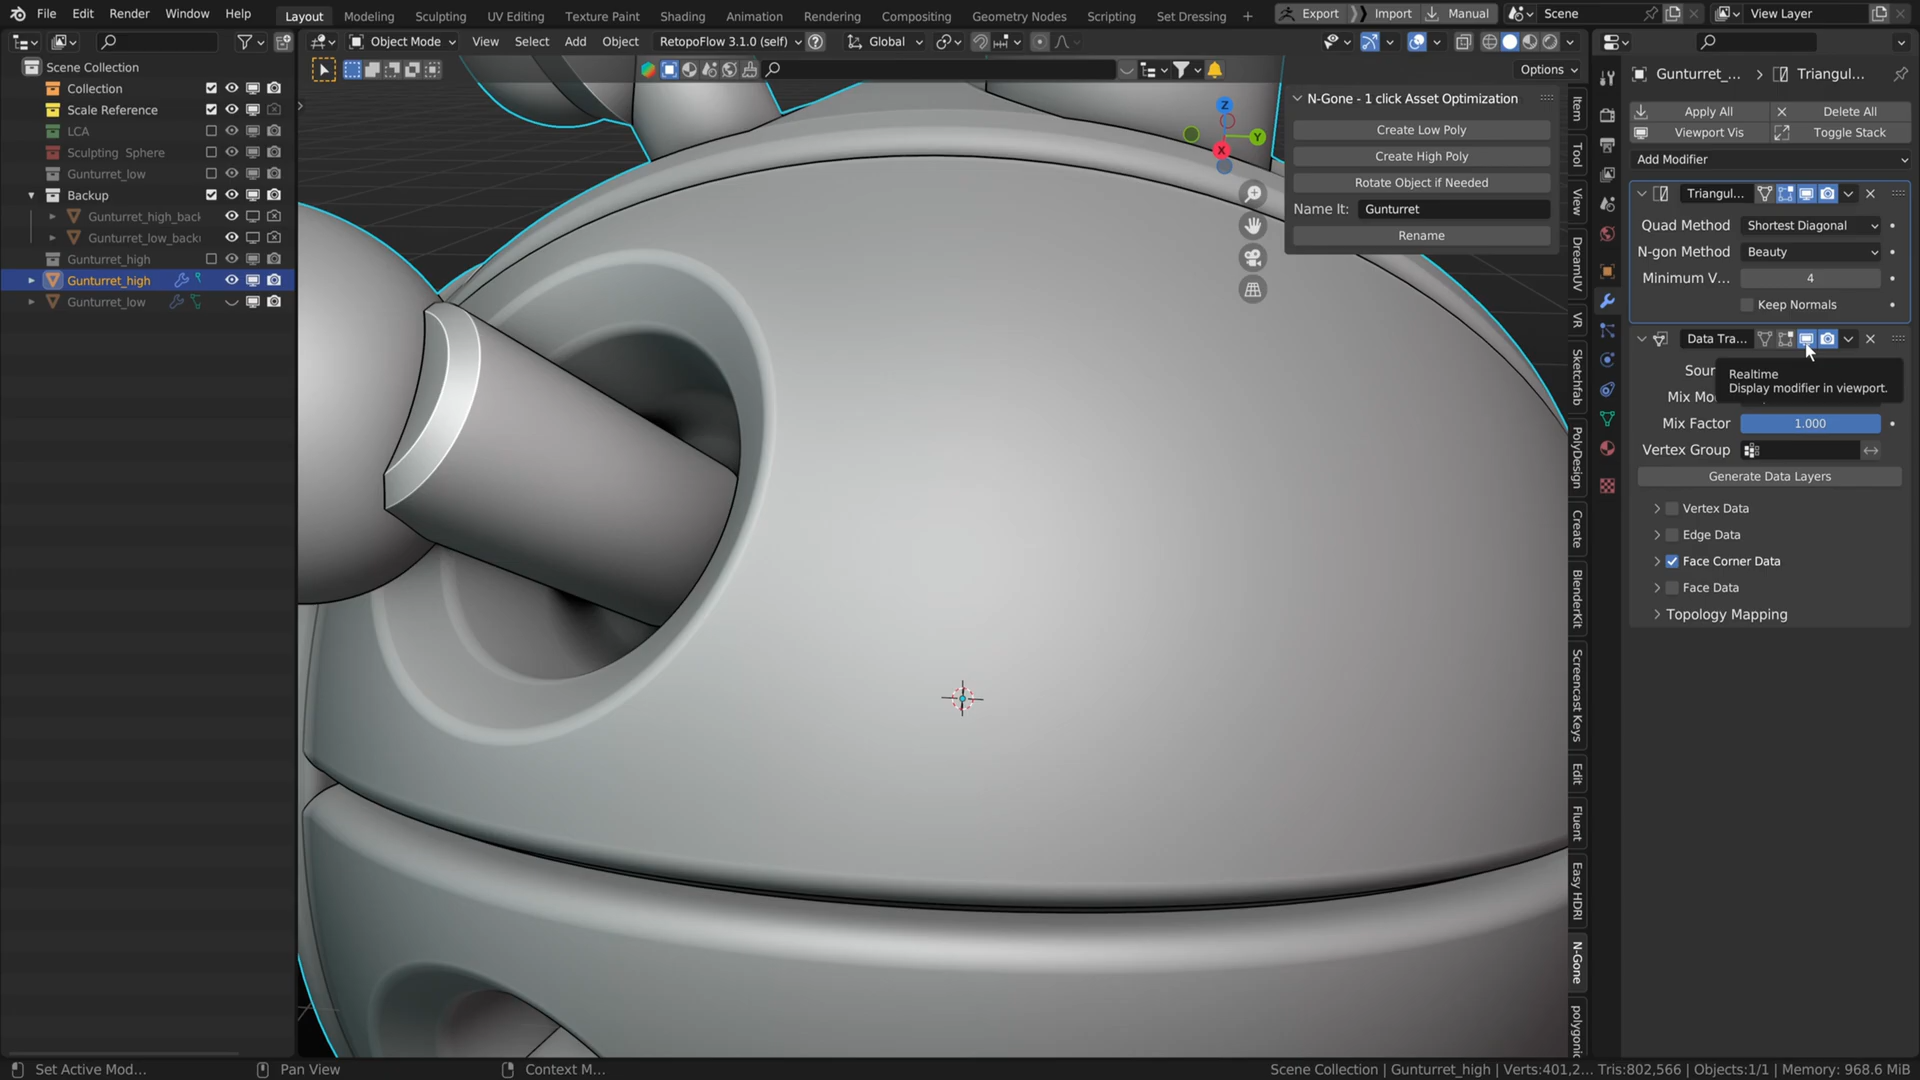 File Edit Render Window Help Layout Modeling Sculpting UV Editing Texture Paint Shading Animation Rendering Compositing Geometry Nodes Scripting Set Dressing + Export Import Manual Scene View Layer
Object Mode View Select Add Object RetopoFlow 3.1.0 (self) Global
Options
Scene Collection
Collection
Scale Reference
LCA
Sculpting Sphere
Gunturret_low
Backup
Gunturret_high_back
Gunturret_low_back
Gunturret_high
Gunturret_high
Gunturret_low
Z
Y
X
N-Gone - 1 click Asset Optimization
Create Low Poly
Create High Poly
Rotate Object if Needed
Name It: Gunturret
Rename
Item
Tool
View
DreamUV
VR
Sketchfab
PolyDesign
Create
BlenderKit
Screencast Keys
Edit
Fluent
Easy HDRI
N-Gone
polygoni
Gunturret_... Triangul...
Apply All Delete All
Viewport Vis Toggle Stack
Add Modifier
Triangul...
Quad Method Shortest Diagonal
N-gon Method Beauty
Minimum V... 4
Keep Normals
Data Tra...
Sour
Realtime
Display modifier in viewport.
Mix Mo
Mix Factor 1.000
Vertex Group
Generate Data Layers
Vertex Data
Edge Data
Face Corner Data
Face Data
Topology Mapping
Set Active Mod... Pan View Context M... Scene Collection | Gunturret_high | Verts:401,2... Tris:802,566 | Objects:1/1 | Memory: 968.6 MiB